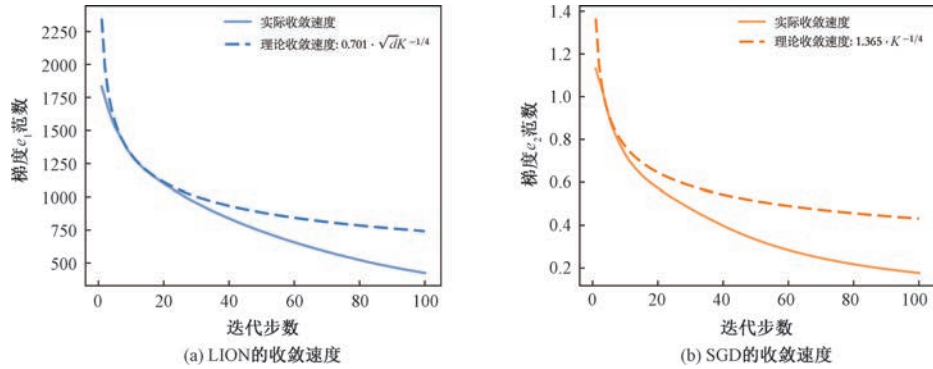 2250
2000
1750
1500
1250
1000
750
500
梯度e₁范数
实际收敛速度
理论收敛速度: 0.701·√dK⁻¹/⁴
0 20 40 60 80 100
迭代步数
(a) LION的收敛速度
1.4
1.2
1.0
0.8
0.6
0.4
0.2
梯度e₂范数
实际收敛速度
理论收敛速度: 1.365·K⁻¹/⁴
0 20 40 60 80 100
迭代步数
(b) SGD的收敛速度